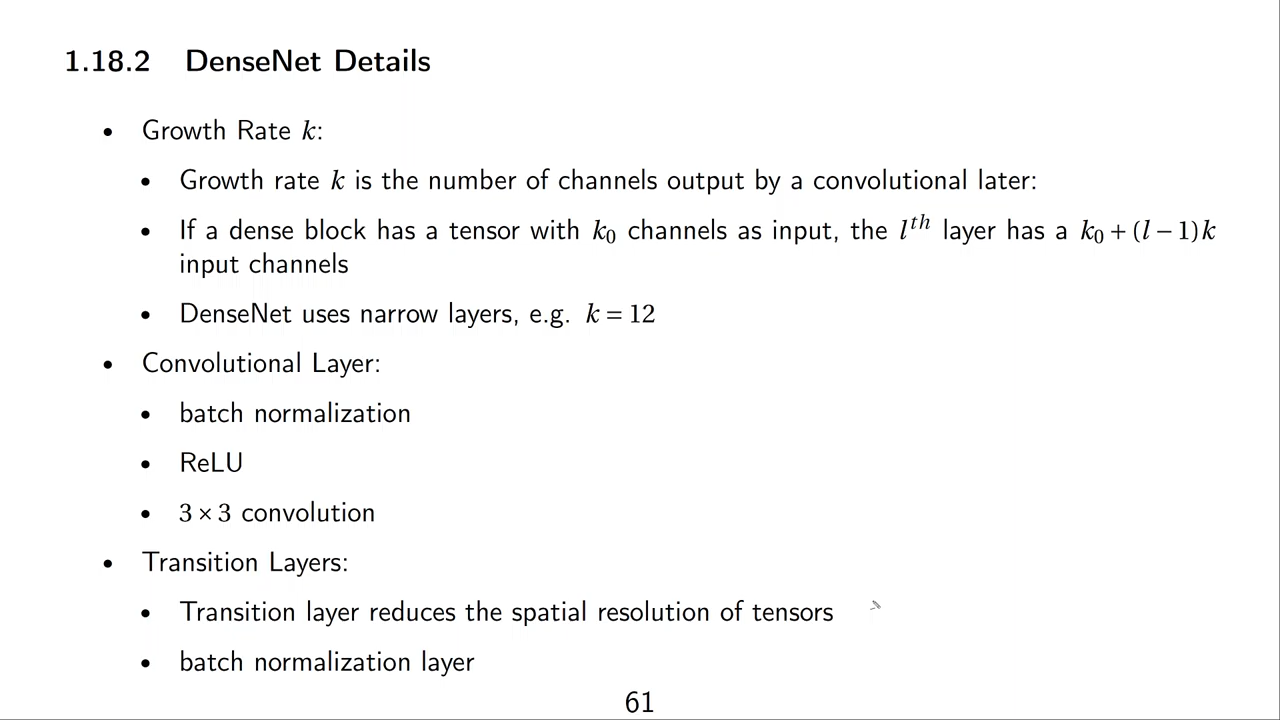 1.18.2 DenseNet Details
• Growth Rate k:
• Growth rate k is the number of channels output by a convolutional later:
• If a dense block has a tensor with k₀ channels as input, the lᵗʰ layer has a k₀ + (l − 1)k
input channels
• DenseNet uses narrow layers, e.g. k = 12
• Convolutional Layer:
• batch normalization
• ReLU
• 3 × 3 convolution
• Transition Layers:
• Transition layer reduces the spatial resolution of tensors
• batch normalization layer
61